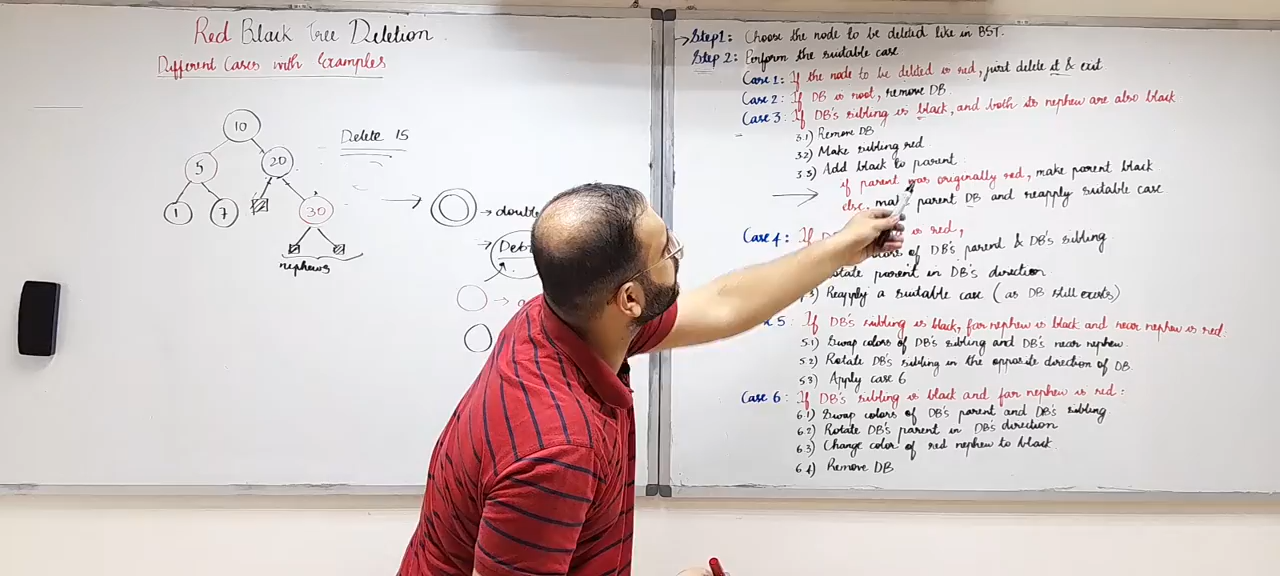 Red Black Tree Deletion
Different Cases with Examples
10
5
20
1
7
30
nephews
Delete 15
double
→ a
Step1: Choose the node to be deleted like in BST.
Step 2: Perform the suitable case
Case 1: If the node to be deleted is red, just delete it & exit
Case 2: If DB is root, remove DB
Case 3: If DB's sibling is black, and both its nephew are also black
3.1) Remove DB
3.2) Make sibling red.
3.3) Add black to parent.
if parent was originally red, make parent black
else, parent DB and reapply suitable case
Case 4: If is red,
of DB's parent & DB's sibling
parent in DB's direction
Reapply a suitable case (as DB still exists)
5 : If DB's sibling is black, far nephew is black and near nephew is red.
5.1) Swap colors of DB's sibling and DB's near nephew.
5.2) Rotate DB's sibling in the opposite direction of DB.
5.3) Apply case 6
Case 6 : If DB's sibling is black and far nephew is red :
6.1) Swap colors of DB's parent and DB's sibling
6.2) Rotate DB's parent in DB's direction
6.3) Change color of red nephew to black.
6.4) Remove DB